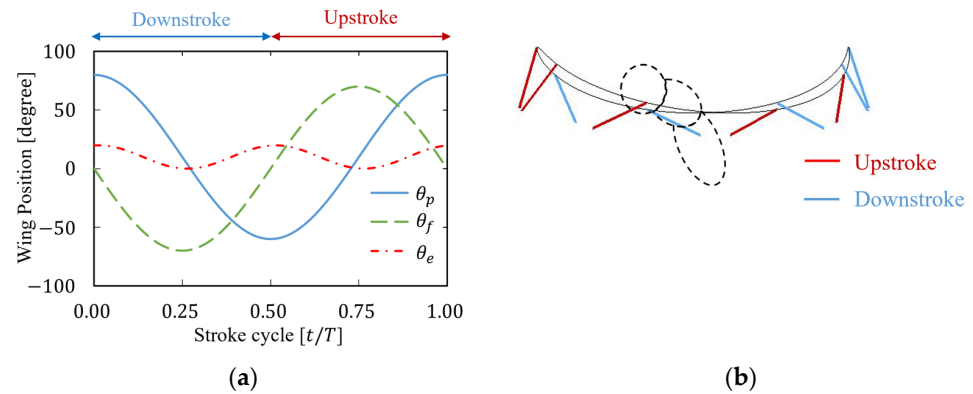 Downstroke
Upstroke
Wing Position [degree]
100
50
0
−50
−100
θp
θf
θe
0.00
0.25
0.50
0.75
1.00
Stroke cycle [t/T]
(a)
Upstroke
Downstroke
(b)